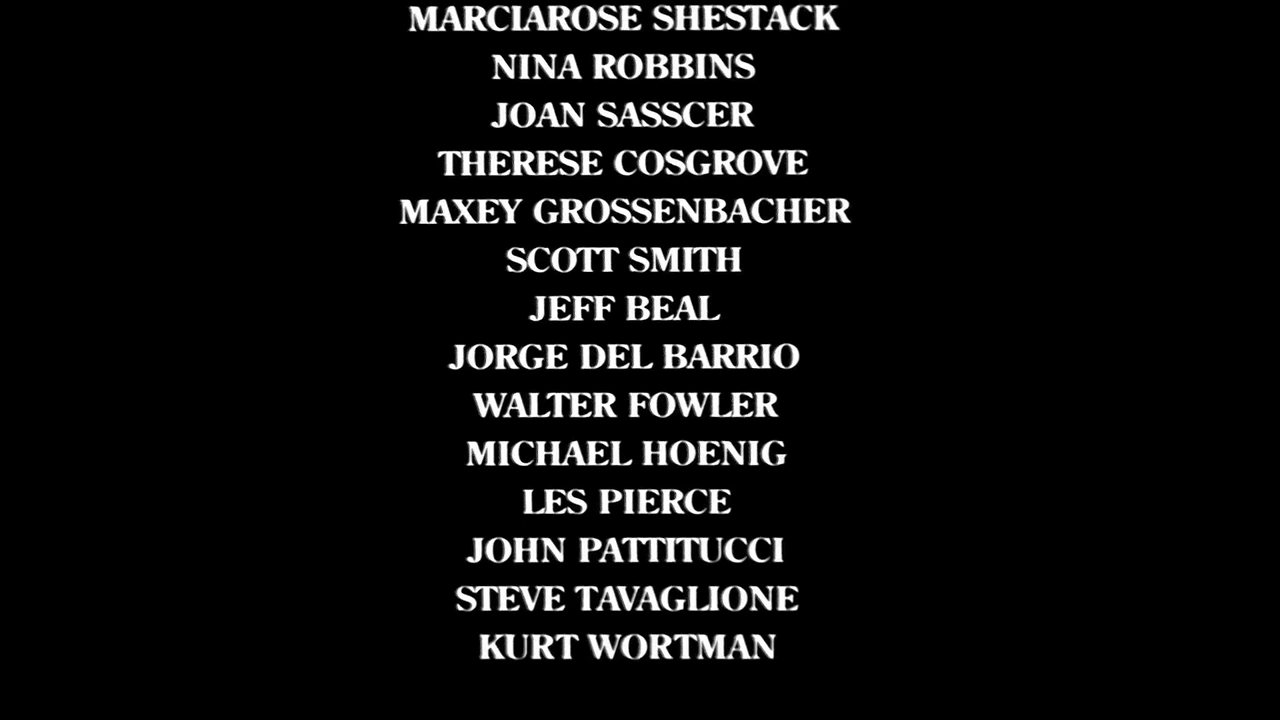 MARCIAROSE SHESTACK
NINA ROBBINS
JOAN SASSCER
THERESE COSGROVE
MAXEY GROSSENBACHER
SCOTT SMITH
JEFF BEAL
JORGE DEL BARRIO
WALTER FOWLER
MICHAEL HOENIG
LES PIERCE
JOHN PATTITUCCI
STEVE TAVAGLIONE
KURT WORTMAN